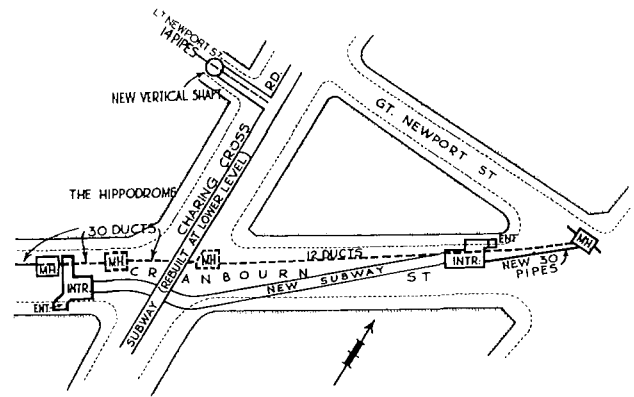 LT NEWPORT ST.
14 PIPES
NEW VERTICAL SHAFT
RD.
CHARING CROSS
SUBWAY (REBUILT AT LOWER LEVEL)
GT NEWPORT ST
THE HIPPODROME
30 DUCTS
MH
MH
MH
12 DUCTS
ENT
MH
INTR
INTR.
CRANBOURN ST
NEW SUBWAY
NEW 30
PIPES
ENT.